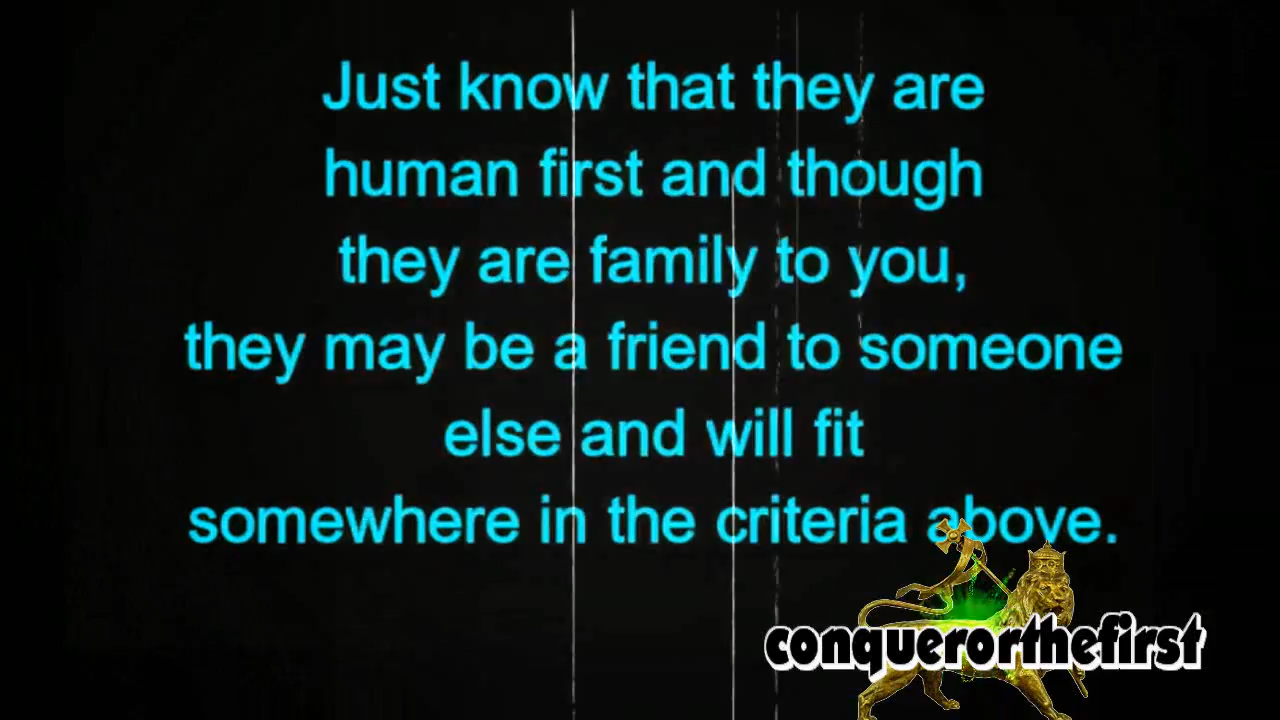 Just know that they are
human first and though
they are family to you,
they may be a friend to someone
else and will fit
somewhere in the criteria above.
conquerorthefirst